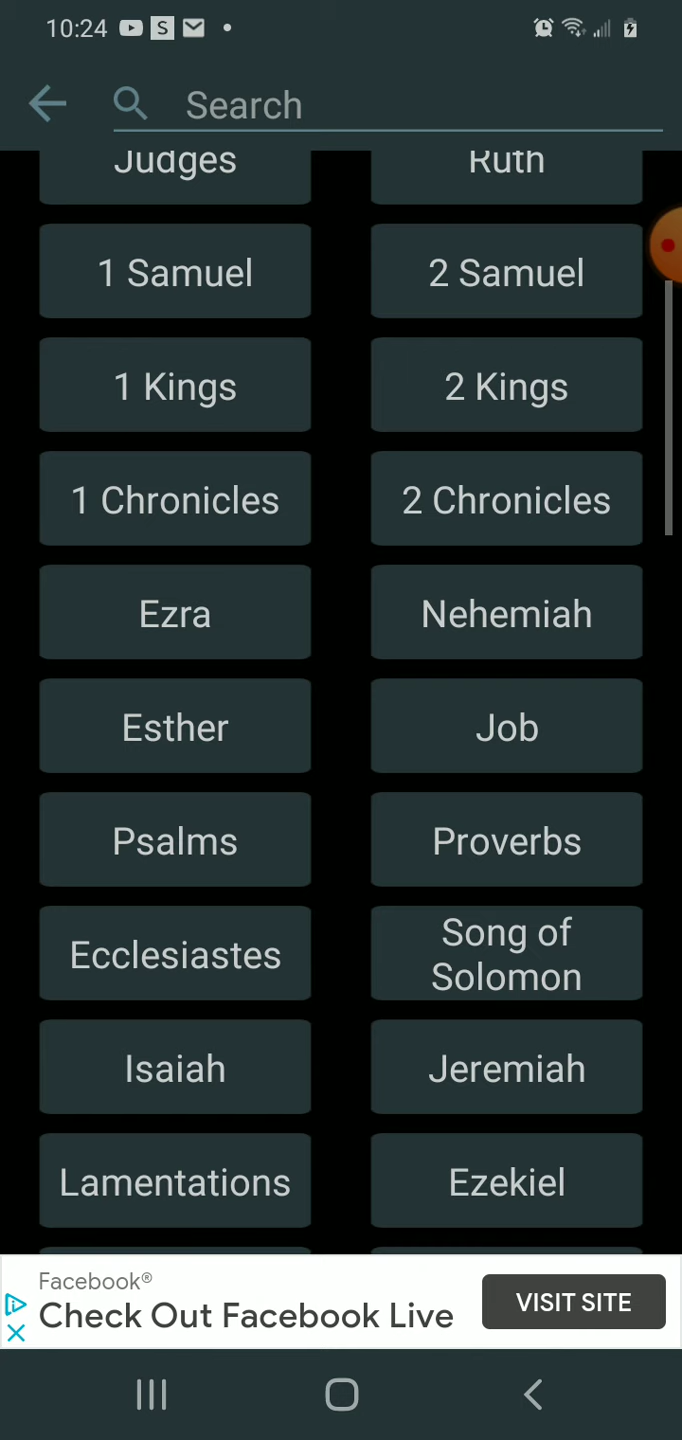 10:24
Search
Judges
Ruth
1 Samuel
2 Samuel
1 Kings
2 Kings
1 Chronicles
2 Chronicles
Ezra
Nehemiah
Esther
Job
Psalms
Proverbs
Ecclesiastes
Song of
Solomon
Isaiah
Jeremiah
Lamentations
Ezekiel
Facebook®
Check Out Facebook Live
VISIT SITE